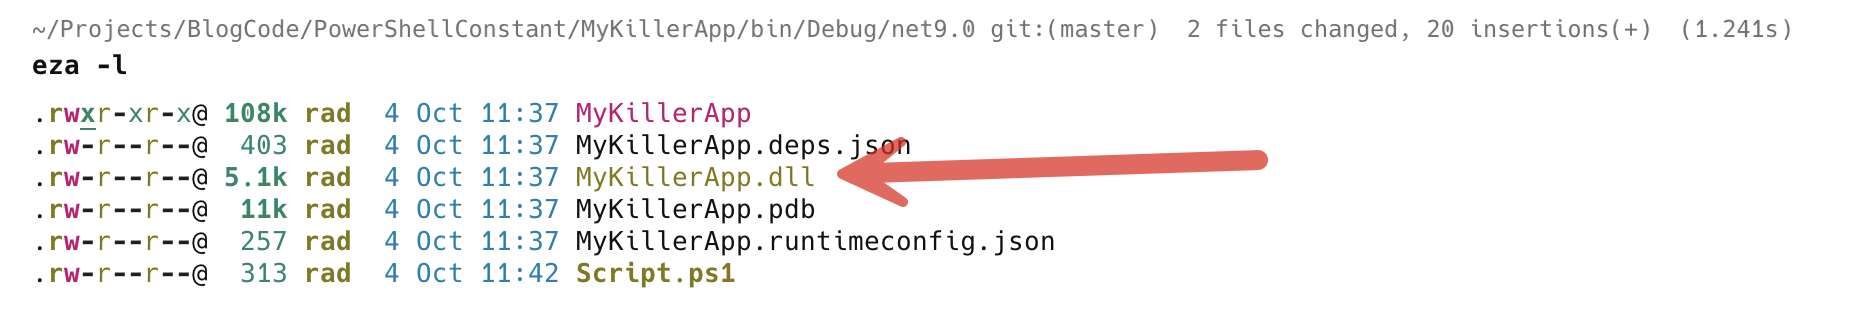 ~/Projects/BlogCode/PowerShellConstant/MyKillerApp/bin/Debug/net9.0 git:(master)  2 files changed, 20 insertions(+)  (1.241s)
eza -l
.rwxr-xr-x@ 108k rad  4 Oct 11:37 MyKillerApp
.rw-r--r--@  403 rad  4 Oct 11:37 MyKillerApp.deps.json
.rw-r--r--@ 5.1k rad  4 Oct 11:37 MyKillerApp.dll
.rw-r--r--@  11k rad  4 Oct 11:37 MyKillerApp.pdb
.rw-r--r--@  257 rad  4 Oct 11:37 MyKillerApp.runtimeconfig.json
.rw-r--r--@  313 rad  4 Oct 11:42 Script.ps1